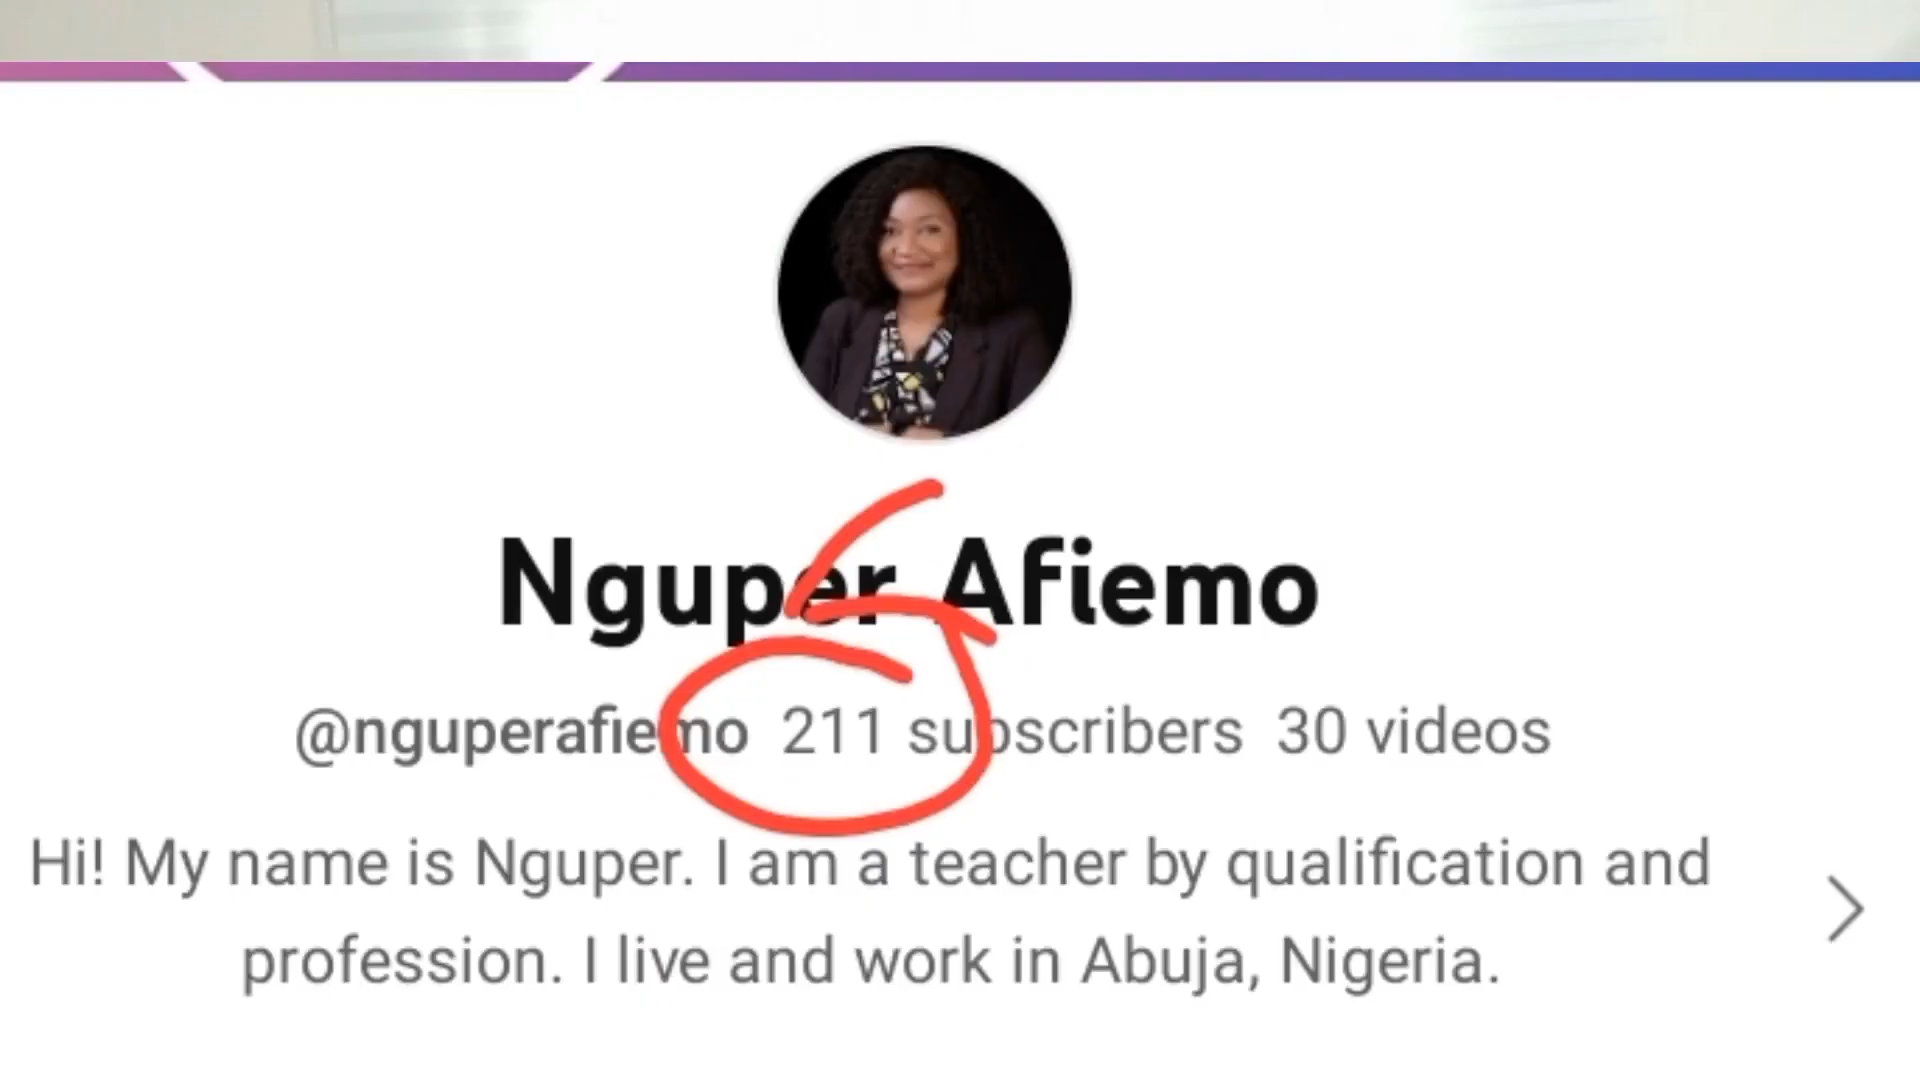 Nguper Afiemo
@nguperafiemo 211 subscribers 30 videos
Hi! My name is Nguper. I am a teacher by qualification and
profession. I live and work in Abuja, Nigeria.